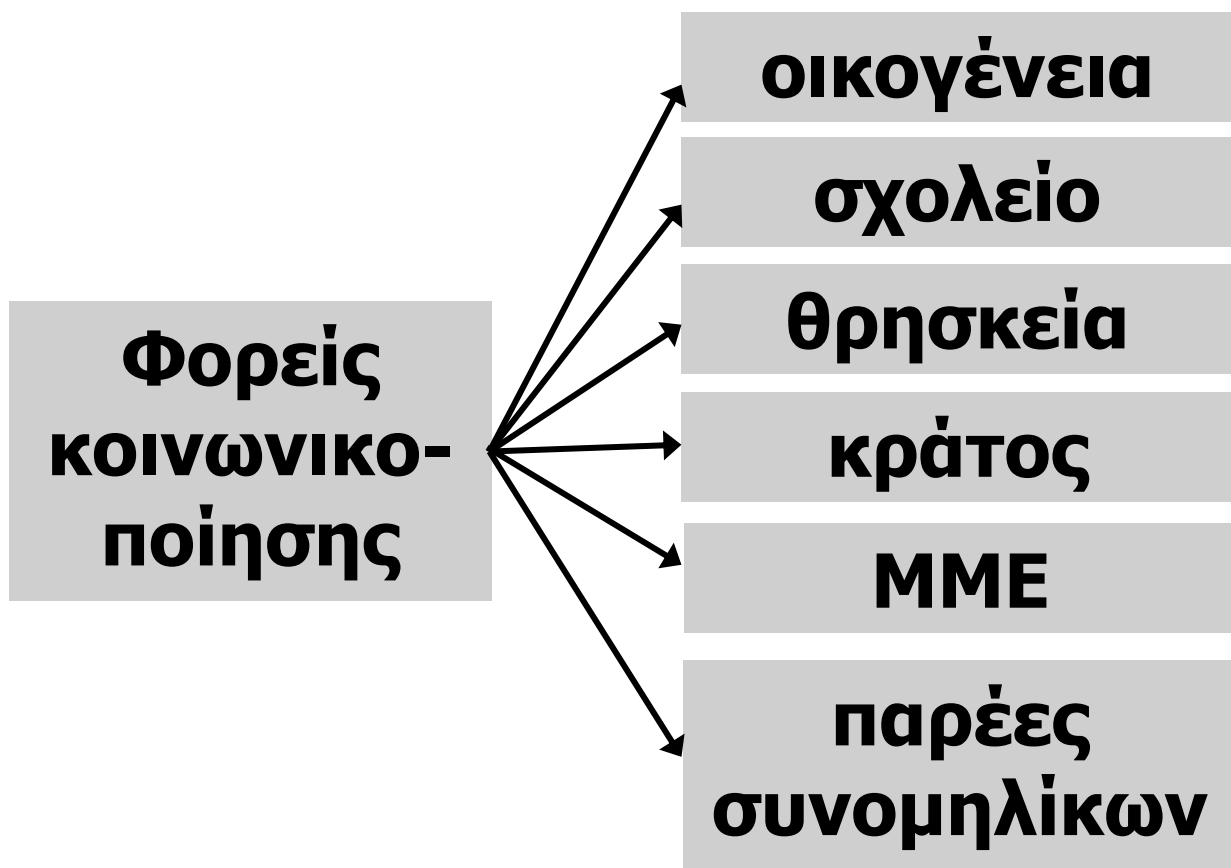 οικογένεια
σχολείο
θρησκεία
Φορείς
κοινωνικο-
ποίησης
κράτος
ΜΜΕ
παρέες
συνομηλίκων